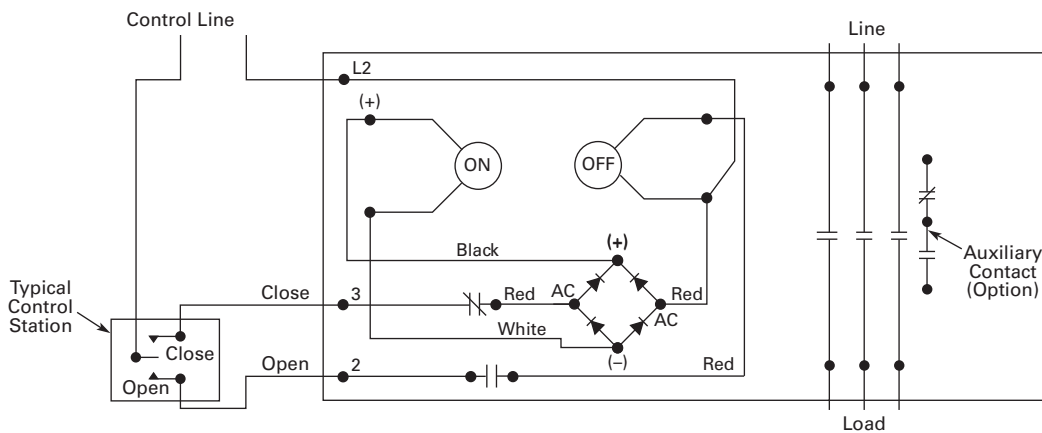 Control Line
Line
L2
(+)
ON
OFF
Black
(+)
Auxiliary
Contact
(Option)
Typical
Control
Station
Close
3
Red
AC
AC
Red
White
Close
Open
Open
2
(–)
Red
Load